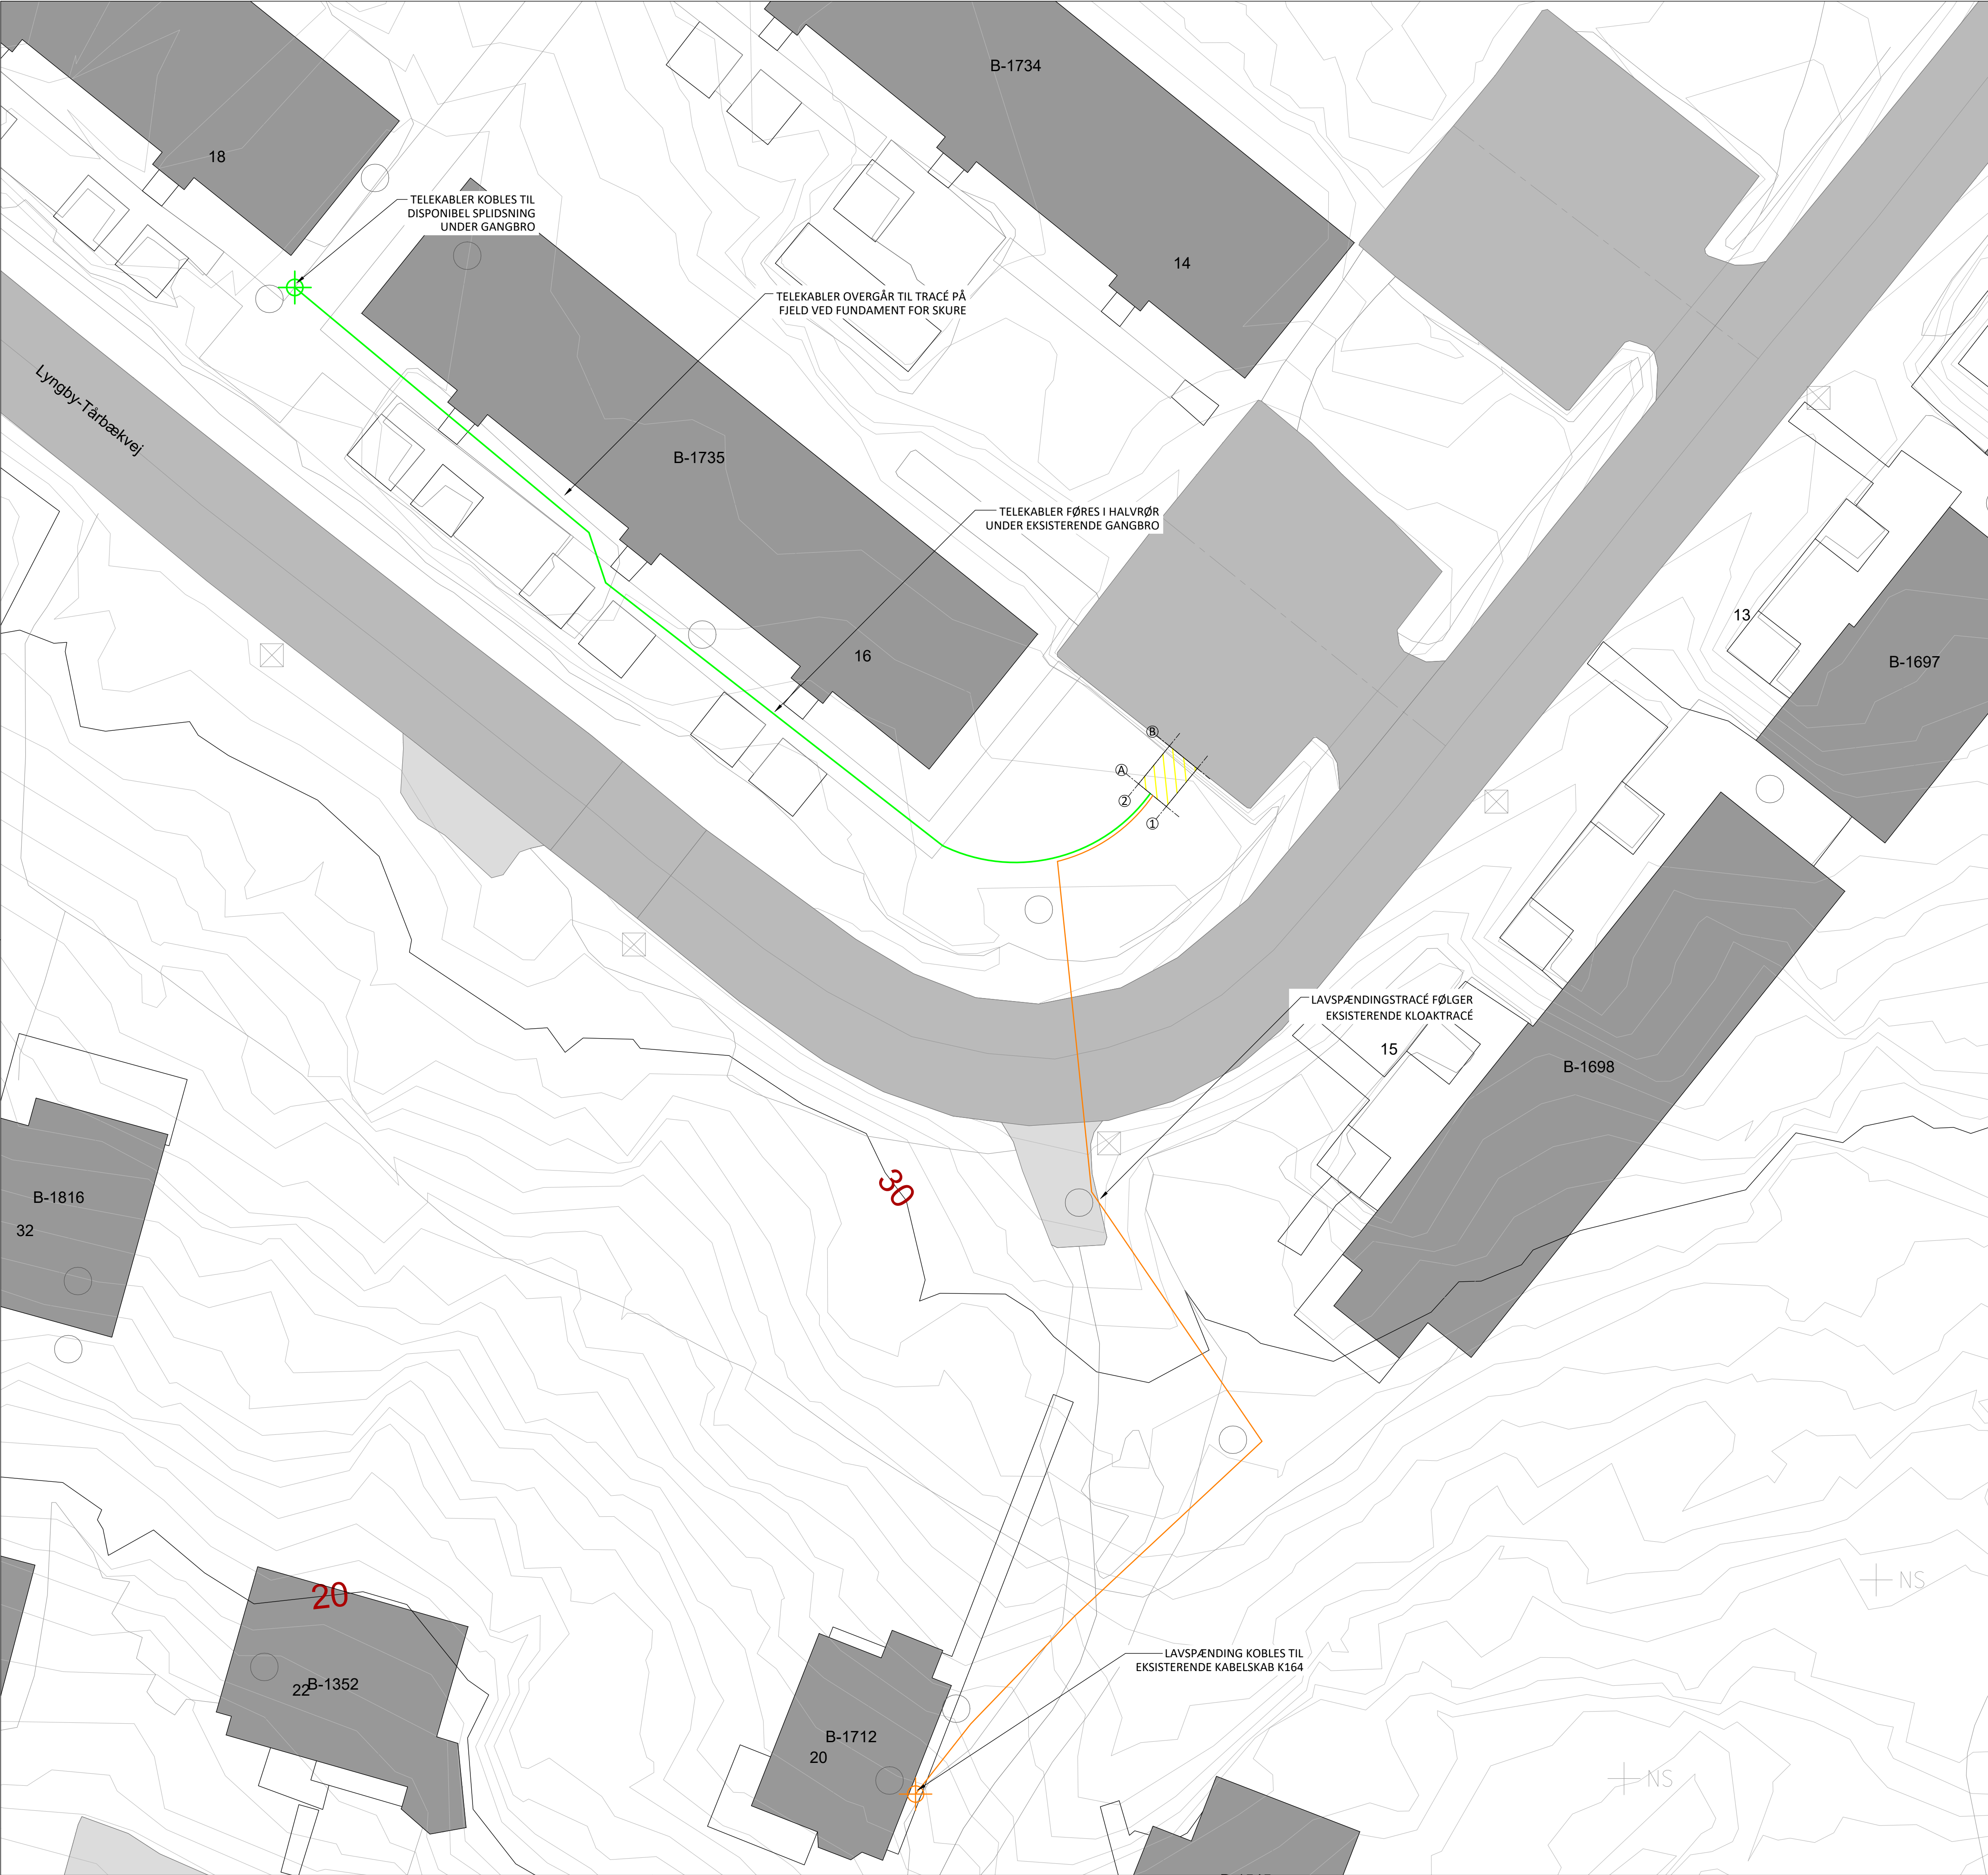 B-1734
18
TELEKABLER KOBLES TIL
DISPONIBEL SPLIDSNING
UNDER GANGBRO
14
TELEKABLER OVERGÅR TIL TRACÉ PÅ
FJELD VED FUNDAMENT FOR SKURE
Lyngby-Tårbækvej
B-1735
TELEKABLER FØRES I HALVRØR
UNDER EKSISTERENDE GANGBRO
13
16
B-1697
B
A
2
1
LAVSPÆNDINGSTRACÉ FØLGER
EKSISTERENDE KLOAKTRACÉ
15
B-1698
30
B-1816
32
NS
20
LAVSPÆNDING KOBLES TIL
EKSISTERENDE KABELSKAB K164
B-1352
22
B-1712
20
NS